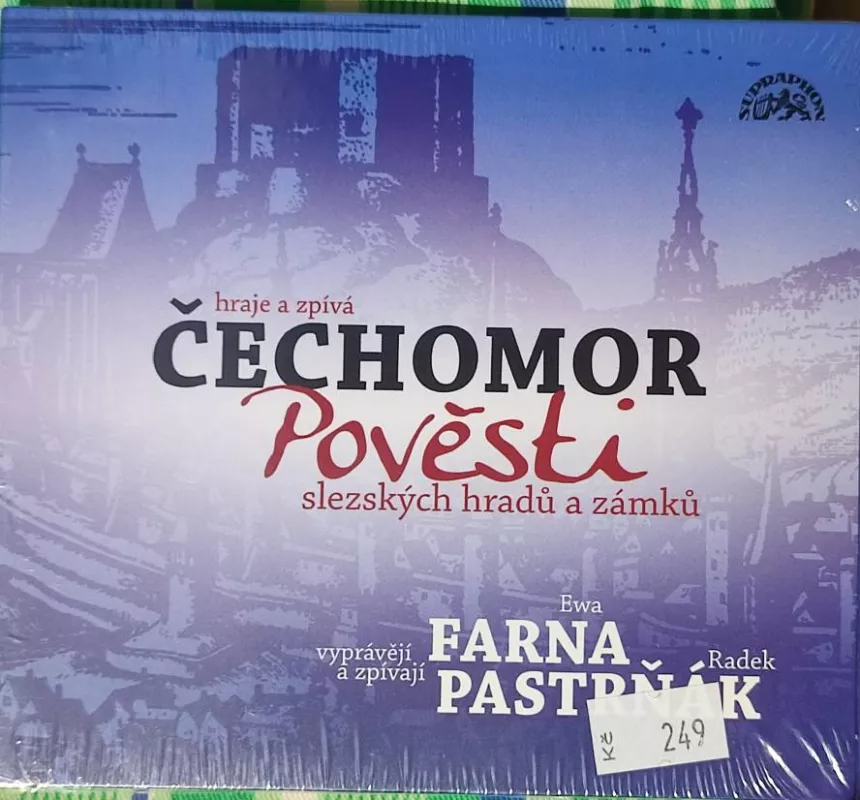 SUPRAPHON
hraje a zpívá
ČECHOMOR
Pověsti
slezských hradů a zámků
Ewa
vyprávějí
a zpívají
FARNA
Radek
PASTRŇÁK
Kč 249